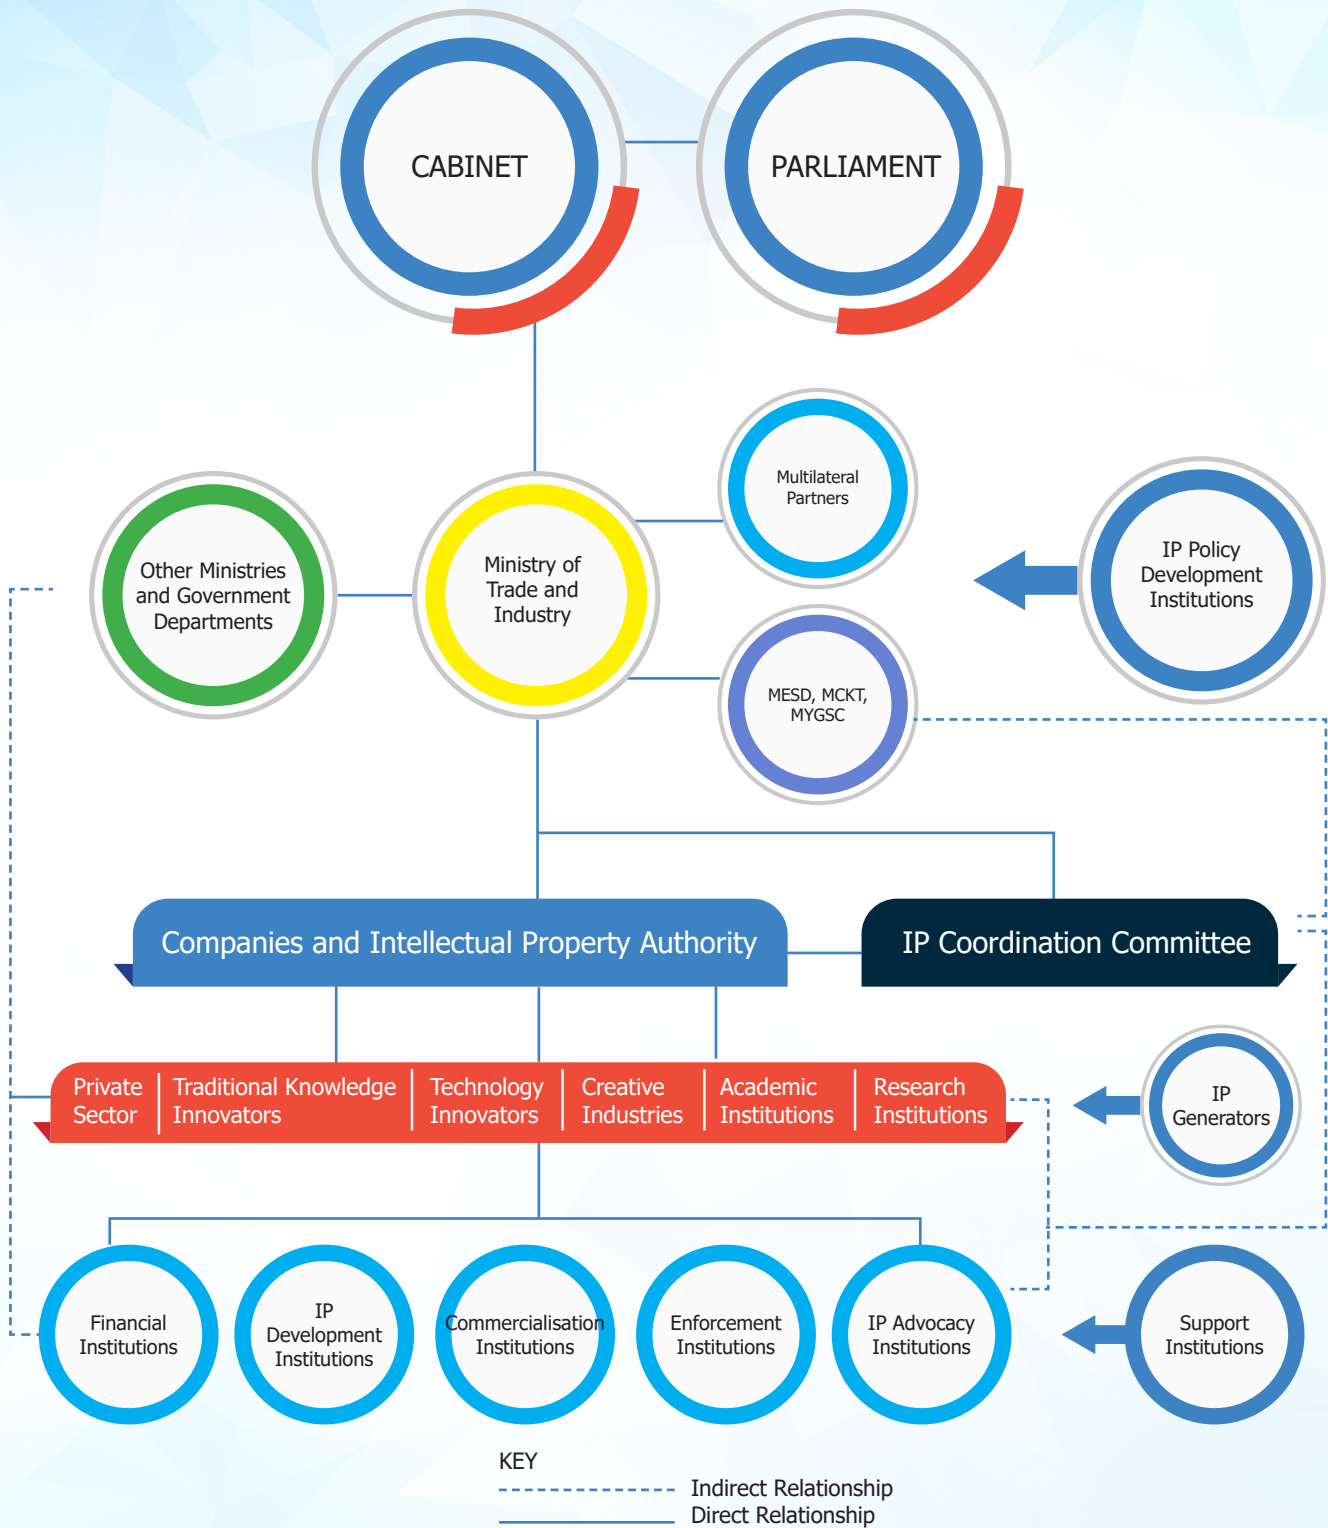 CABINET
PARLIAMENT
Multilateral
Partners
Other Ministries
and Government
Departments
Ministry of
Trade and
Industry
IP Policy
Development
Institutions
MESD, MCKT,
MYGSC
Companies and Intellectual Property Authority
IP Coordination Committee
Private
Sector
Traditional Knowledge
Innovators
Technology
Innovators
Creative
Industries
Academic
Institutions
Research
Institutions
IP
Generators
Financial
Institutions
IP
Development
Institutions
Commercialisation
Institutions
Enforcement
Institutions
IP Advocacy
Institutions
Support
Institutions
KEY
Indirect Relationship
Direct Relationship